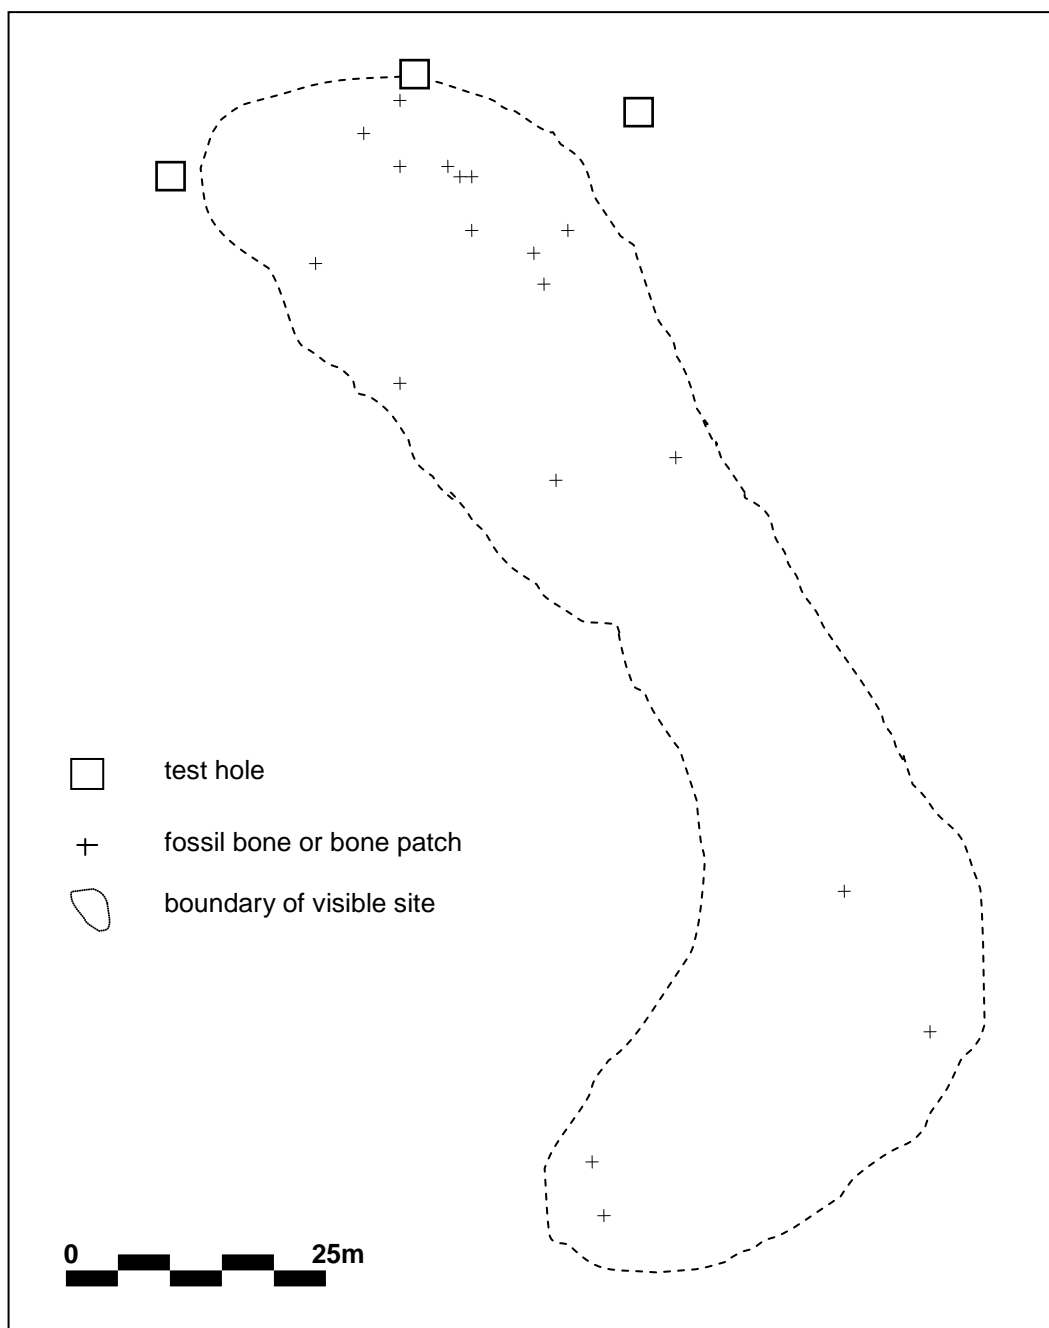 test hole
fossil bone or bone patch
boundary of visible site
0 25m